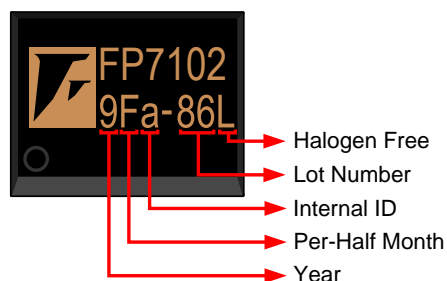 FP7102
9Fa-86L
Halogen Free
Lot Number
Internal ID
Per-Half Month
Year